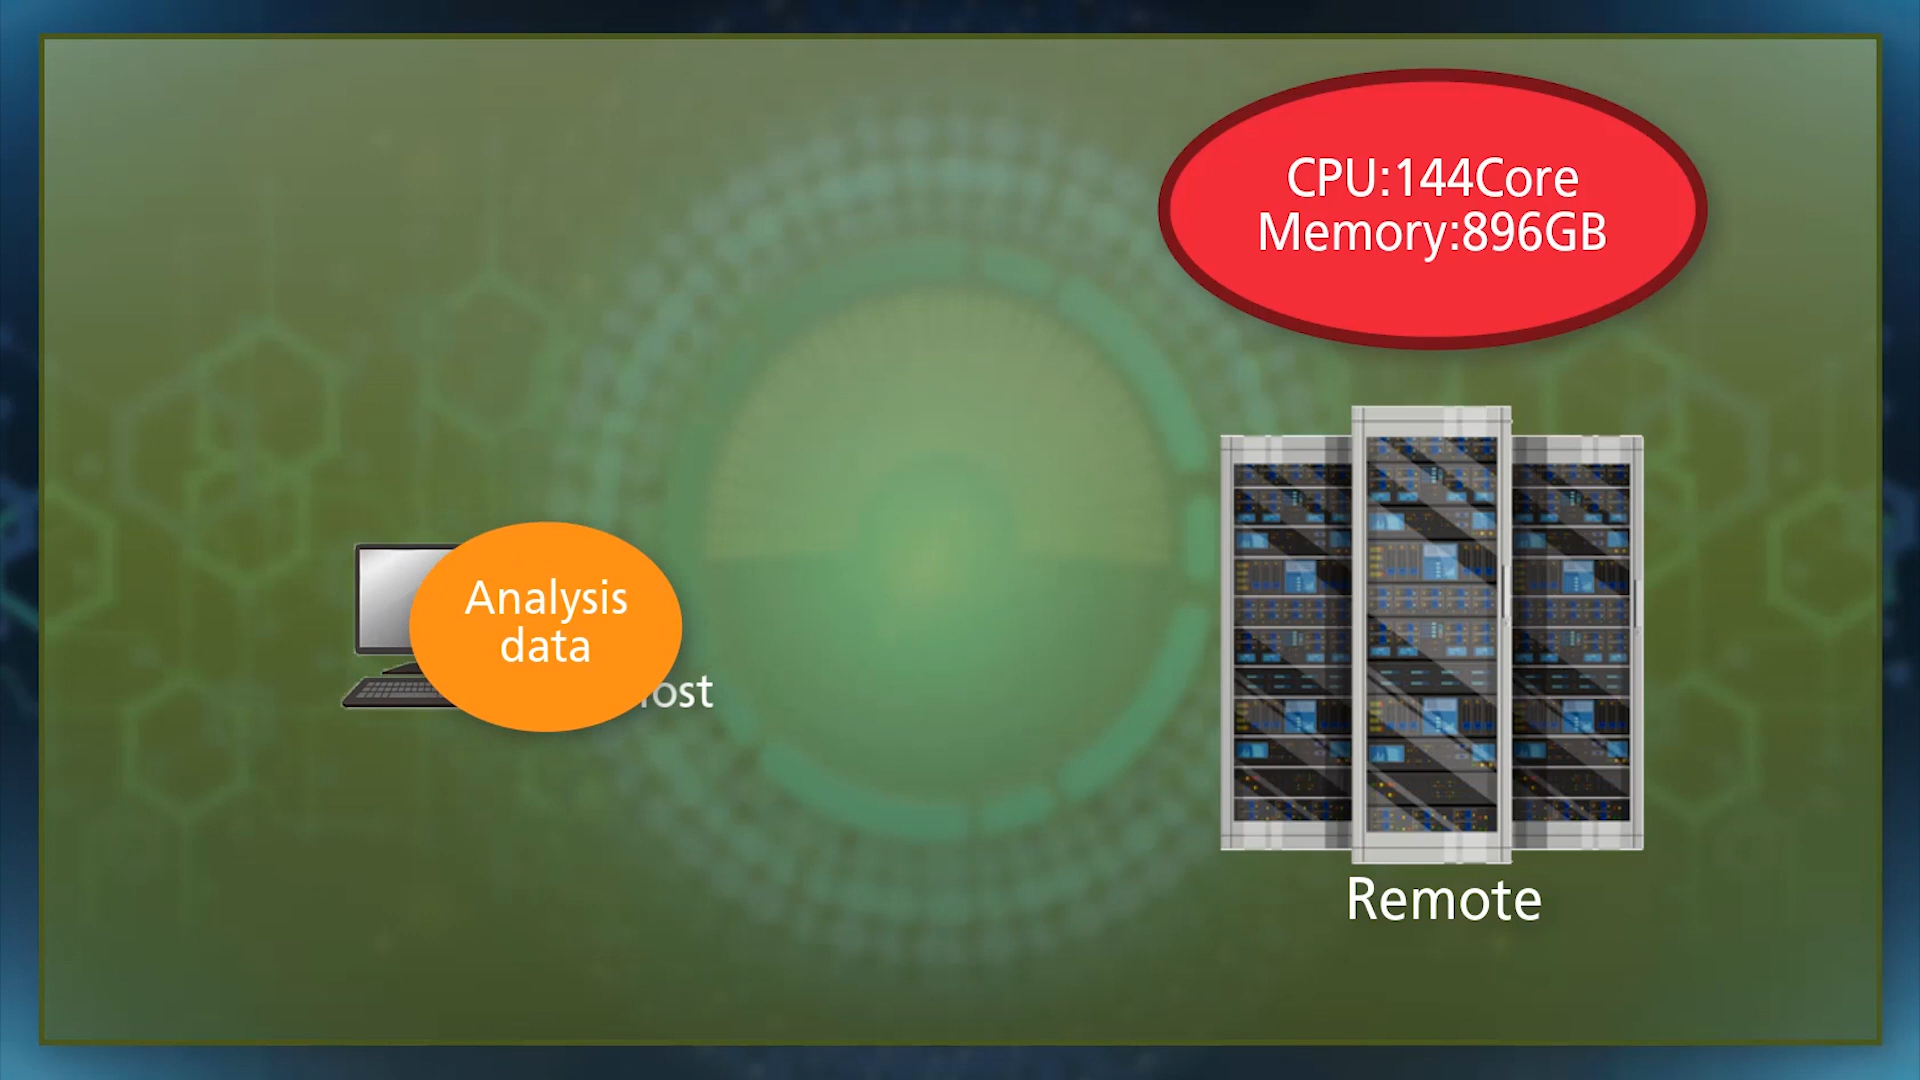 CPU:144Core
Memory:896GB
Analysis
data
Remote